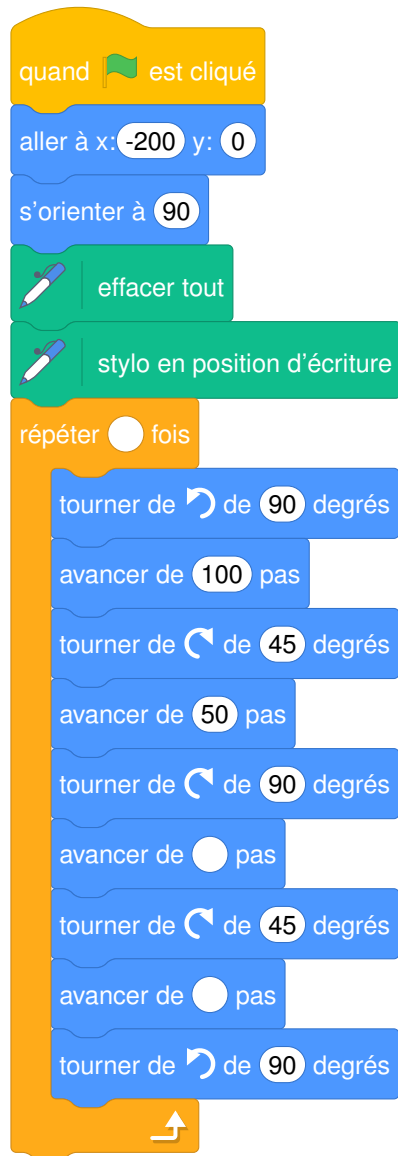 quand est cliqué
aller à x: -200 y: 0
s'orienter à 90
effacer tout
stylo en position d'écriture
répéter fois
tourner de de 90 degrés
avancer de 100 pas
tourner de de 45 degrés
avancer de 50 pas
tourner de de 90 degrés
avancer de pas
tourner de de 45 degrés
avancer de pas
tourner de de 90 degrés